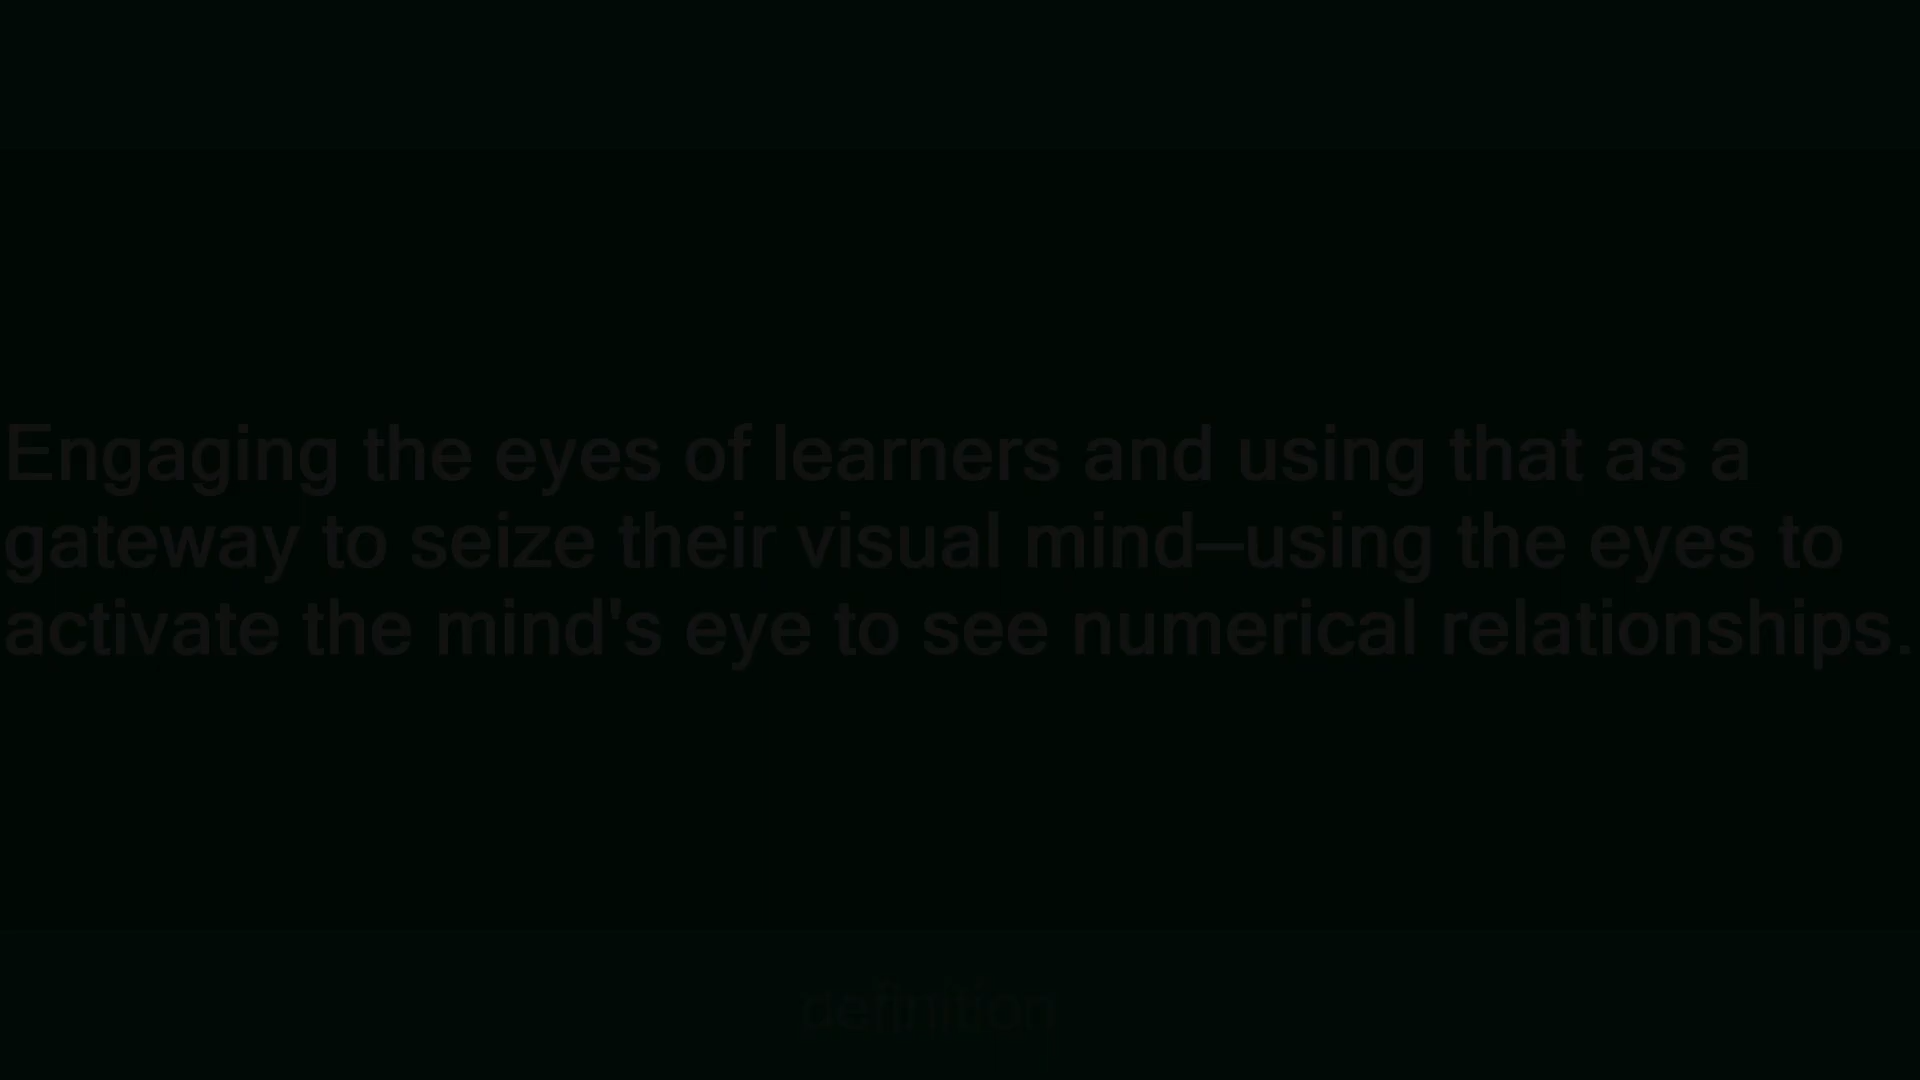 Engaging the eyes of learners and using that as a
gateway to seize their visual mind—using the eyes to
activate the mind's eye to see numerical relationships.
definition